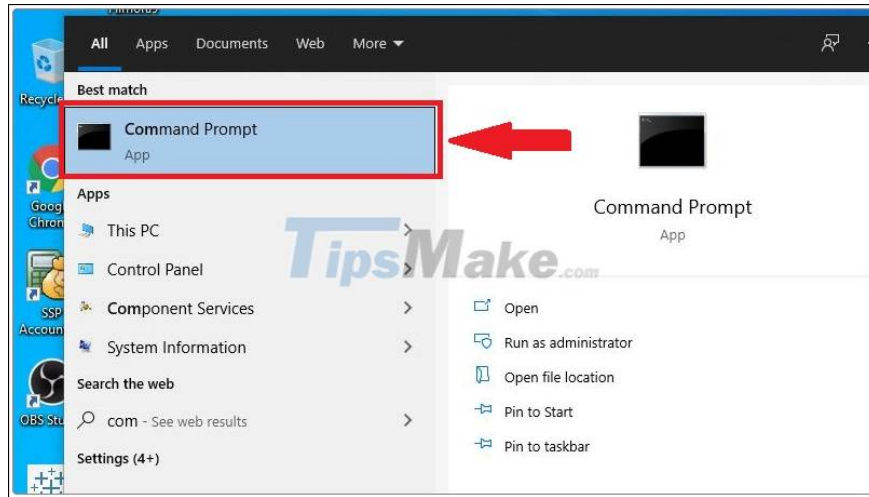 All Apps Documents Web More
Best match
Recycle
Command Prompt
App
Apps
Goog
Chrom
This PC
Control Panel
Component Services
System Information
SSP
Accoun
Search the web
com - See web results
OBS Stu
Settings (4+)
Command Prompt
App
TipsMake.com
Open
Run as administrator
Open file location
Pin to Start
Pin to taskbar